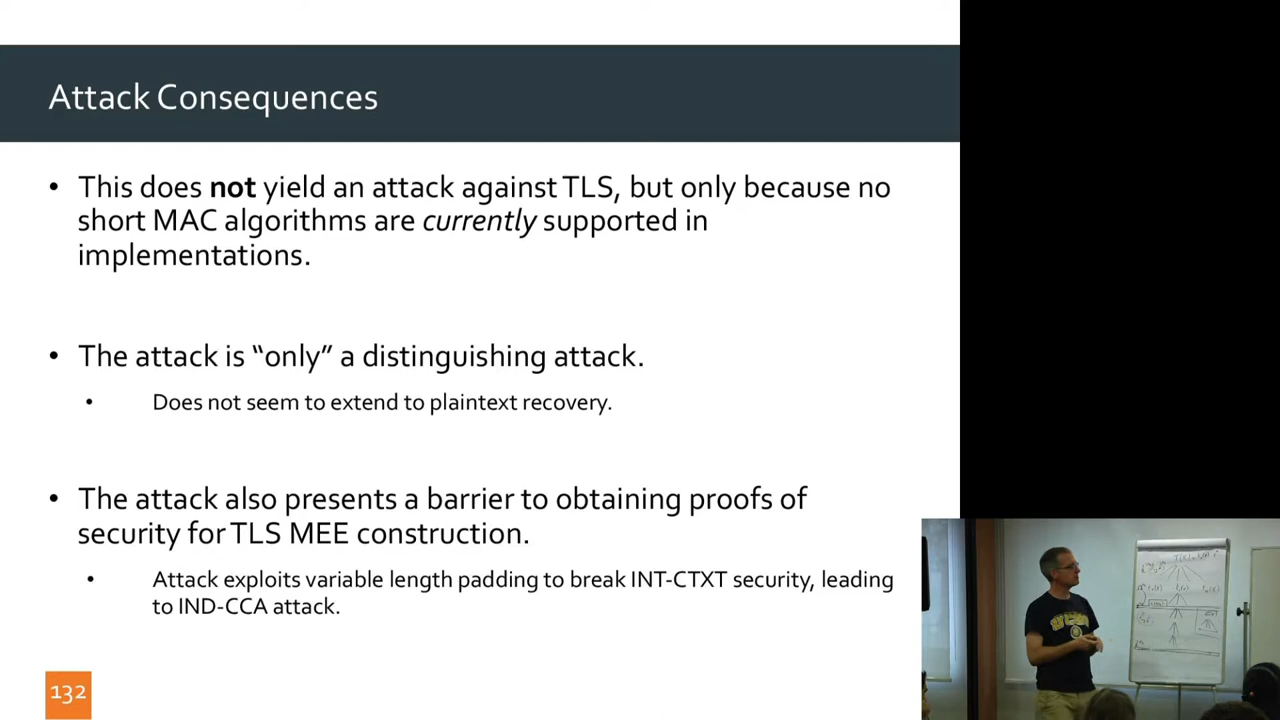 Attack Consequences
• This does not yield an attack against TLS, but only because no
short MAC algorithms are currently supported in
implementations.
• The attack is “only” a distinguishing attack.
• Does not seem to extend to plaintext recovery.
• The attack also presents a barrier to obtaining proofs of
security for TLS MEE construction.
• Attack exploits variable length padding to break INT-CTXT security, leading
to IND-CCA attack.
132